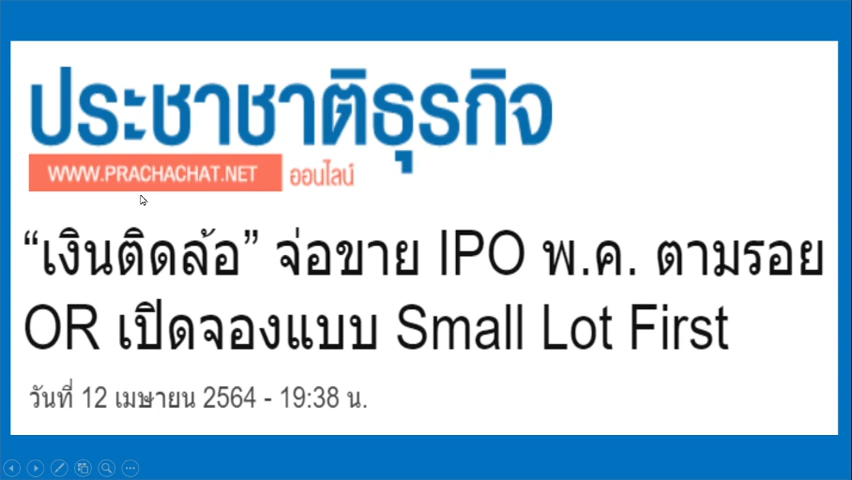 ประชาชาติธุรกิจ
WWW.PRACHACHAT.NET ออนไลน์
“เงินติดล้อ” จ่อขาย IPO พ.ค. ตามรอย
OR เปิดจองแบบ Small Lot First
วันที่ 12 เมษายน 2564 - 19:38 น.